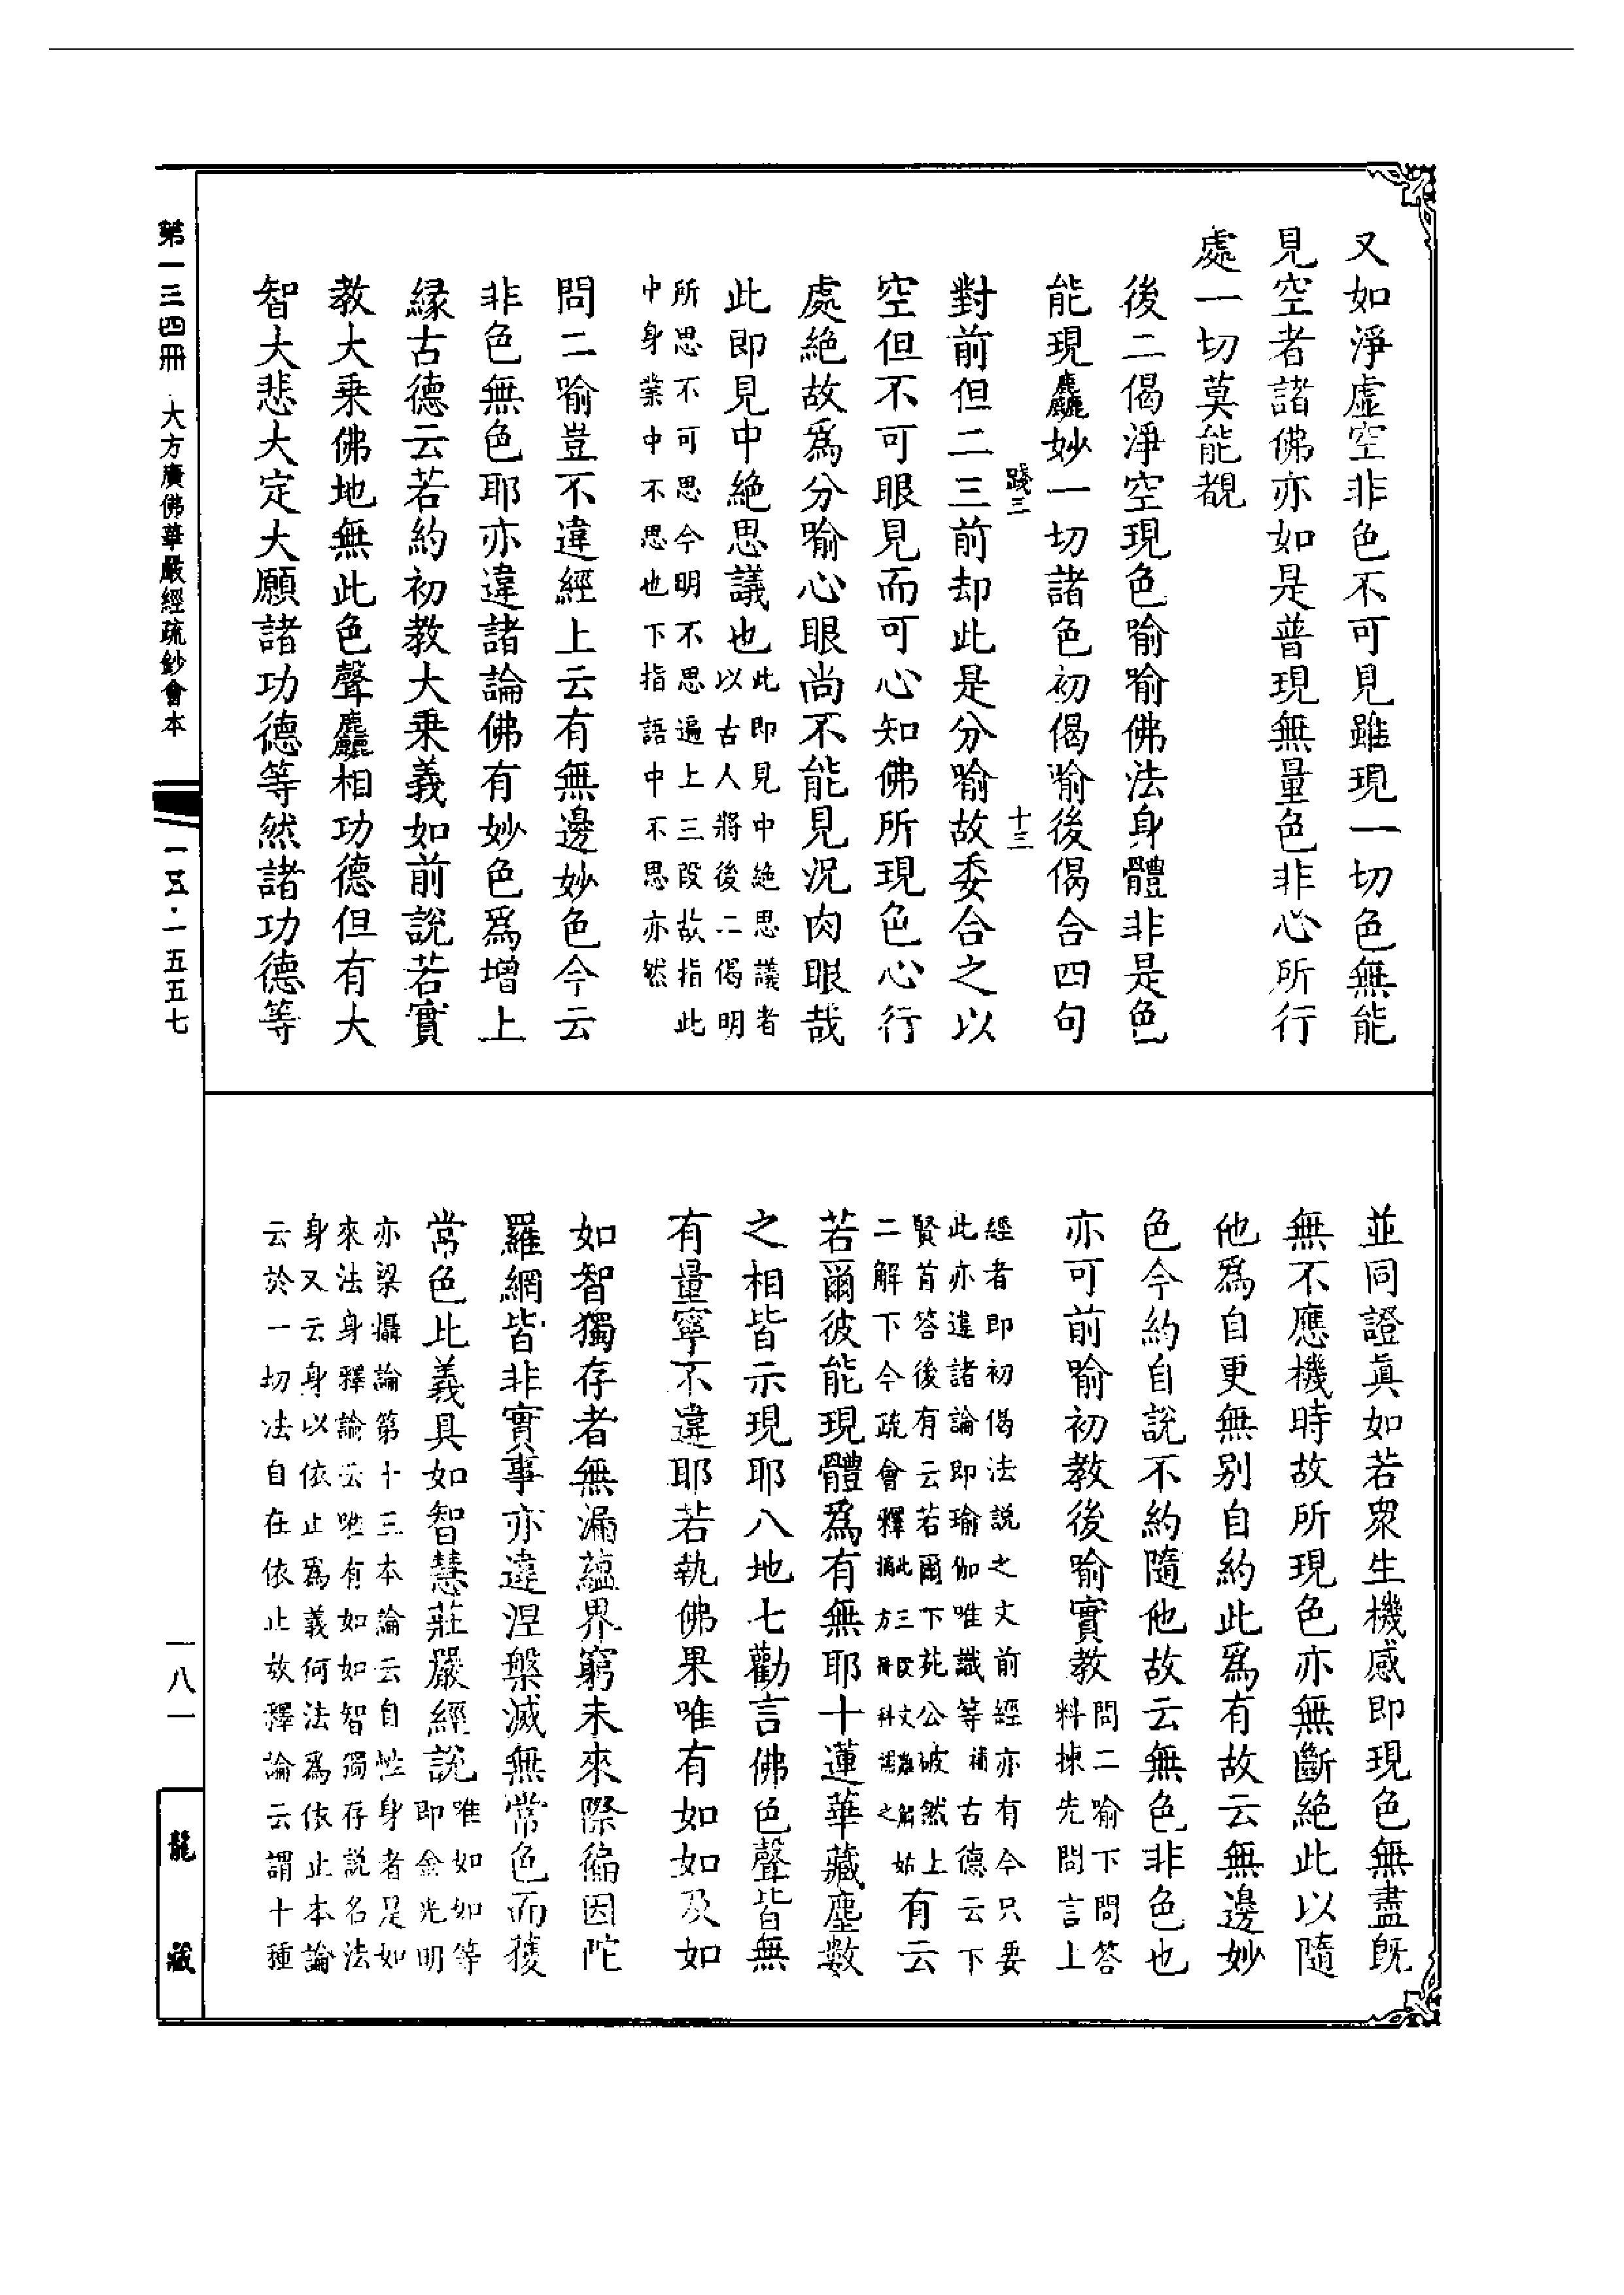 又如淨虛空非色不可見雖現一切色無能
見空者諸佛亦如是普現無量色非心所行
處一切莫能覩
後二偈淨空現色喻喻佛法身體非是色
能現麤妙一切諸色初偈喻後偈合四句
踐三　十三
對前但二三前却此是分喻故委合之以
空但不可眼見而可心知佛所現色心行
處絶故爲分喻心眼尚不能見況肉眼哉
此即見中絶思議也
此即見中絶思議者
以古人將後二偈明
所思不可思今明不思遍上三段故指此
中身業中不思也下指語中不思亦然
問二喻豈不違經上云有無邊妙色今云
非色無色耶亦違諸論佛有妙色爲增上
縁古德云若約初教大乗義如前說若實
教大乗佛地無此色聲麤相功德但有大
智大悲大定大願諸功德等然諸功德等
並同證眞如若衆生機感即現色無盡旣
無不應機時故所現色亦無斷絶此以隨
他爲自更無别自約此爲有故云無邊妙
色今約自說不約隨他故云無色非色也
亦可前喻初教後喻實教
問二喻下問答
料揀先問言上
經者即初偈法説之文前經亦有今只要
此亦違諸論即瑜伽唯識等補古德云下
賢首答後有云若爾下苑公破然上有云
二解下今疏會釋
此三段文離解姑
摘方冊科謁之
若爾彼能現體爲有無耶十蓮華藏塵數
之相皆示現耶八地七勸言佛色聲皆無
有量寧不違耶若執佛果唯有如如及如
如智獨存者無漏蘊界窮未來際徧因陀
羅網皆非實事亦違涅槃滅無常色而獲
常色比義具如智慧莊嚴經說
唯如如等
即金光明
亦梁攝論第十三本論云自性身者是如
來法身釋論云唯有如如智獨存説名法
身又云身以依止爲義何法爲依止本論
云於一切法自在依止故釋論云謂十種
第一三四冊　大方廣佛華嚴經疏鈔會本
一五・一五五七
一八一
龍藏